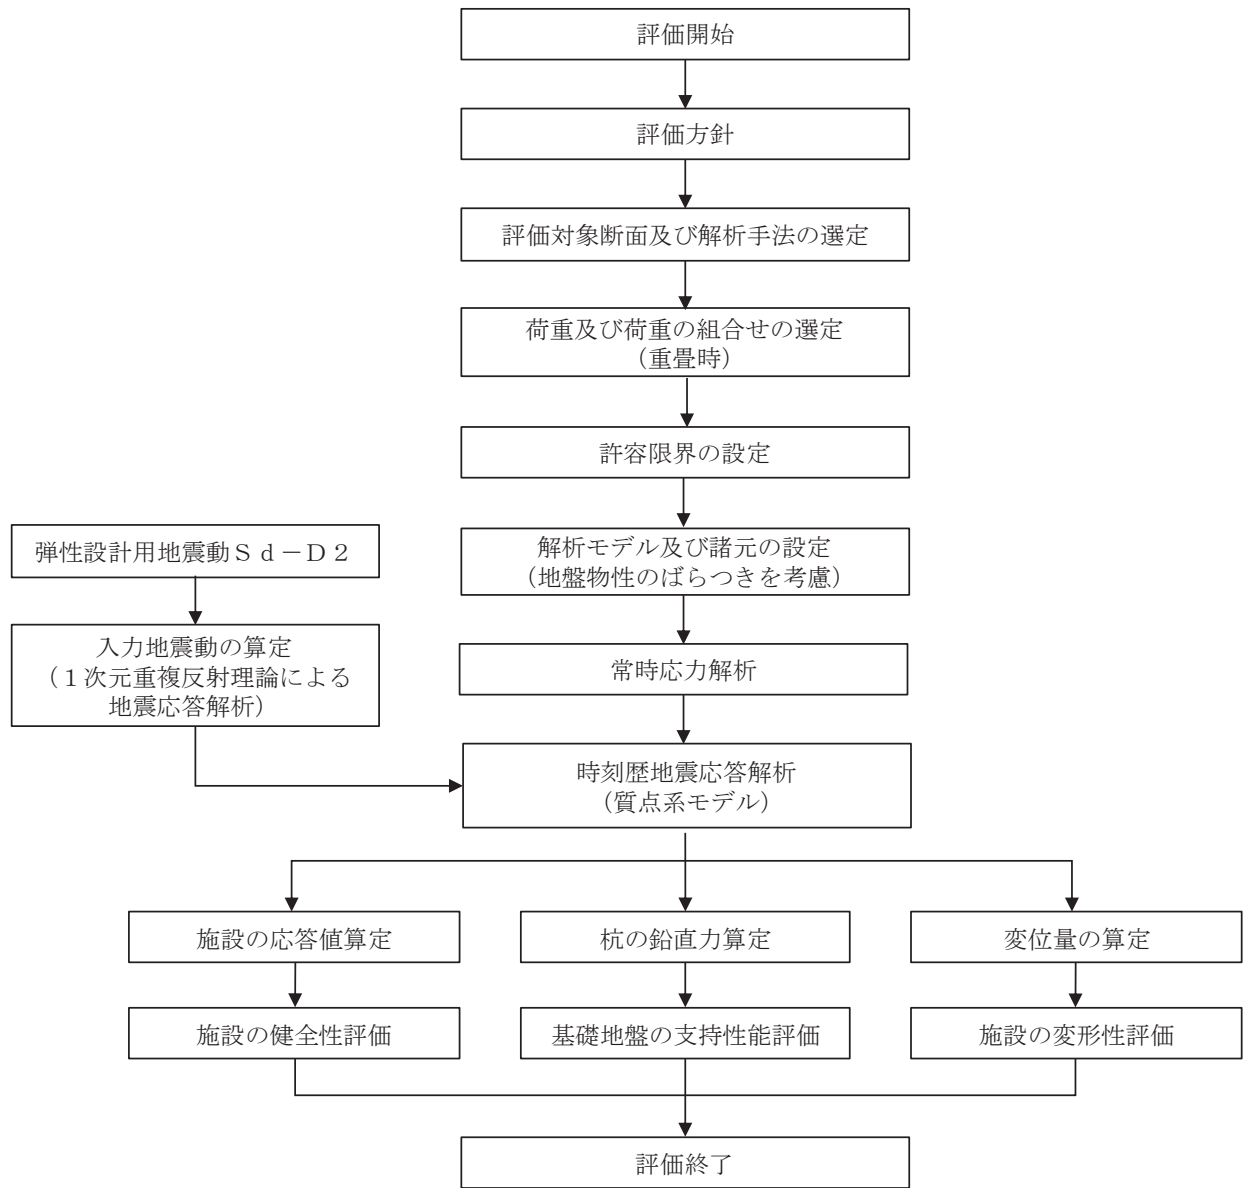 評価開始
評価方針
評価対象断面及び解析手法の選定
荷重及び荷重の組合せの選定
（重畳時）
許容限界の設定
弾性設計用地震動Ｓｄ－Ｄ２
解析モデル及び諸元の設定
（地盤物性のばらつきを考慮）
入力地震動の算定
（１次元重複反射理論による
地震応答解析）
常時応力解析
時刻歴地震応答解析
（質点系モデル）
施設の応答値算定
杭の鉛直力算定
変位量の算定
施設の健全性評価
基礎地盤の支持性能評価
施設の変形性評価
評価終了